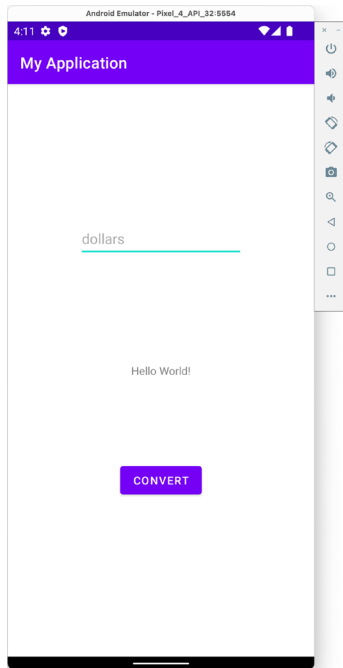 Android Emulator - Pixel_4_API_32:5554
4:11
My Application
dollars
Hello World!
CONVERT